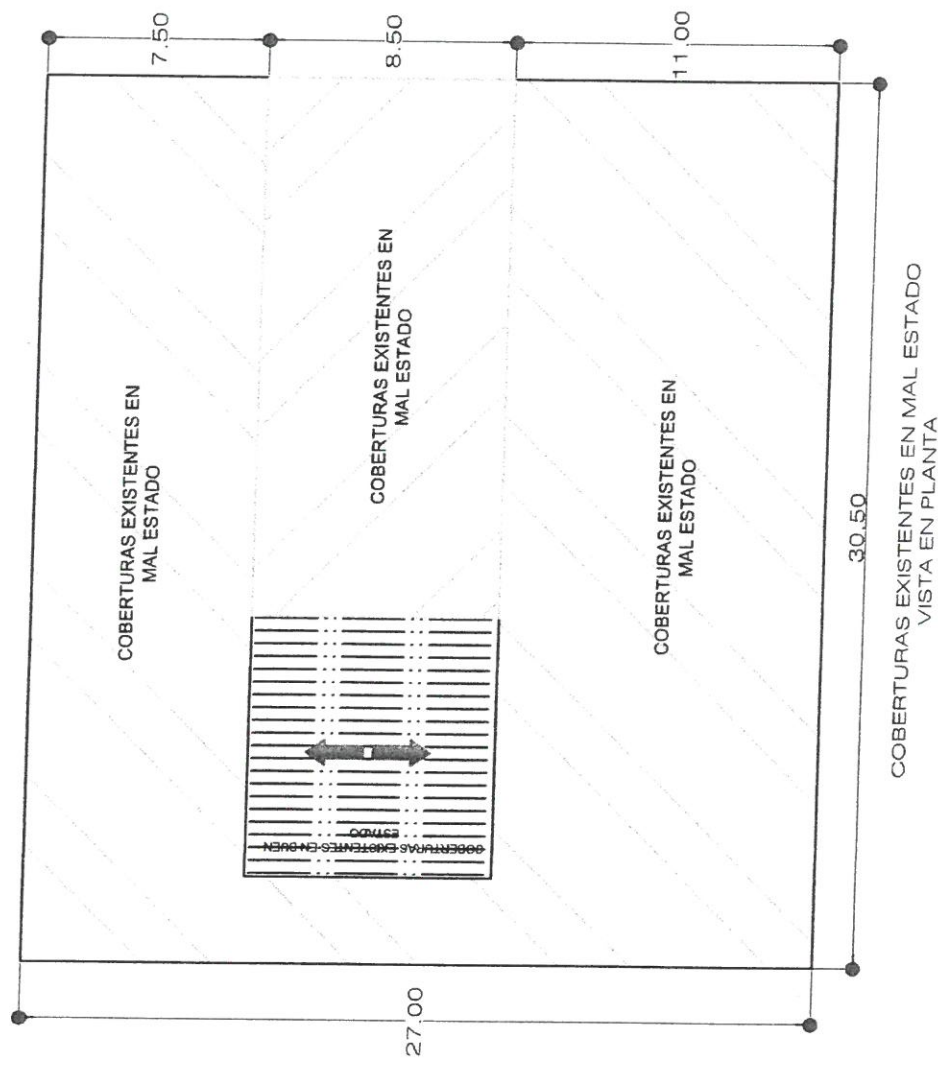 7.50
8.50
11.00
COBERTURAS EXISTENTES EN
MAL ESTADO
COBERTURAS EXISTENTES EN
MAL ESTADO
COBERTURAS EXISTENTES EN
MAL ESTADO
COBERTURAS EXISTENTES EN BUEN
ESTADO
27.00
30.50
COBERTURAS EXISTENTES EN MAL ESTADO
VISTA EN PLANTA